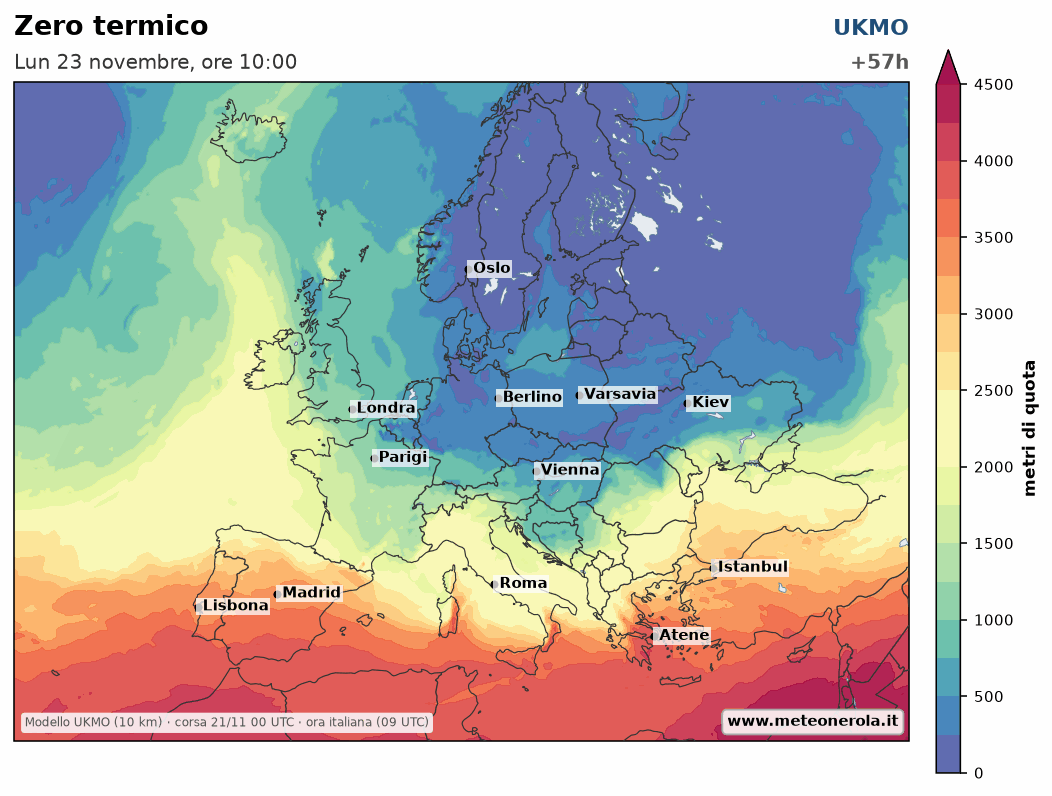 Zero termico
UKMO
Lun 23 novembre, ore 10:00
+57h
Oslo
Londra
Berlino
Varsavia
Kiev
Parigi
Vienna
Roma
Istanbul
Madrid
Lisbona
Atene
Modello UKMO (10 km) · corsa 21/11 00 UTC · ora italiana (09 UTC)
www.meteonerola.it
4500
4000
3500
3000
2500
2000
1500
1000
500
0
metri di quota